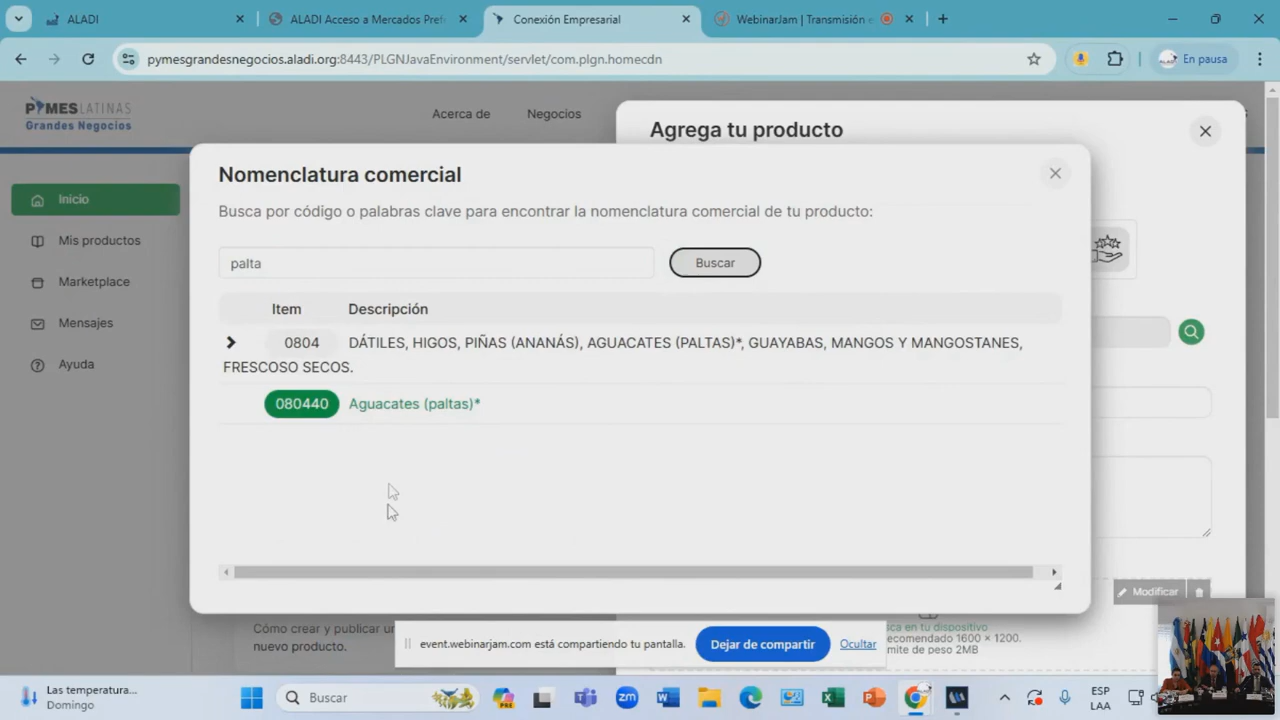 ALADI
ALADI Acceso a Mercados Pref
Conexión Empresarial
WebinarJam | Transmisión e
pymesgrandesnegocios.aladi.org:8443/PLGNJavaEnvironment/servlet/com.plgn.homecdn
En pausa
PYMESLATINAS
Grandes Negocios
Acerca de
Negocios
Agrega tu producto
Inicio
Mis productos
Marketplace
Mensajes
Ayuda
Nomenclatura comercial
Busca por código o palabras clave para encontrar la nomenclatura comercial de tu producto:
palta
Buscar
Item
Descripción
0804
DÁTILES, HIGOS, PIÑAS (ANANÁS), AGUACATES (PALTAS)*, GUAYABAS, MANGOS Y MANGOSTANES,
FRESCOSO SECOS.
080440
Aguacates (paltas)*
Modificar
sca en tu dispositivo
ecomendado 1600 × 1200.
mite de peso 2MB
Cómo crear y publicar un
nuevo producto.
event.webinarjam.com está compartiendo tu pantalla.
Dejar de compartir
Ocultar
Las temperatura...
Domingo
Buscar
PRE
zm
ESP
LAA